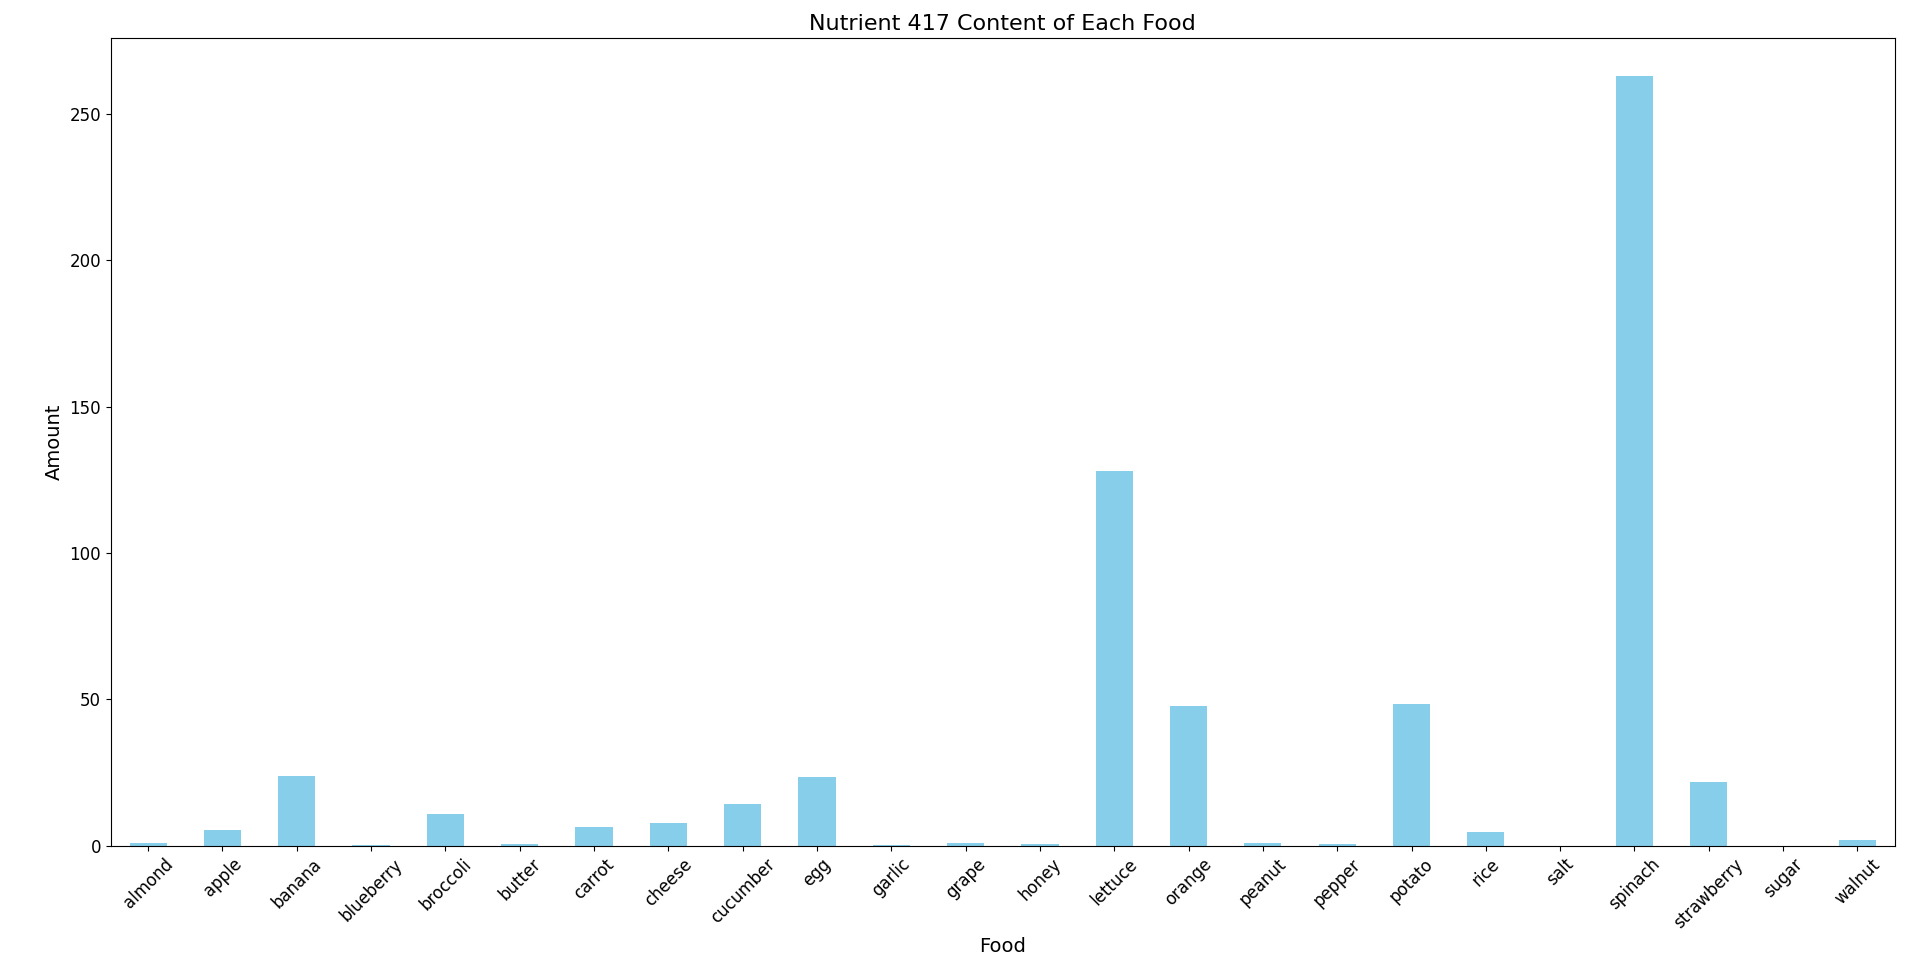 Nutrient 417 Content of Each Food
250
200
150
100
50
0
Amount
almond
apple
banana
blueberry
broccoli
butter
carrot
cheese
cucumber
egg
garlic
grape
honey
lettuce
orange
peanut
pepper
potato
rice
salt
spinach
strawberry
sugar
walnut
Food